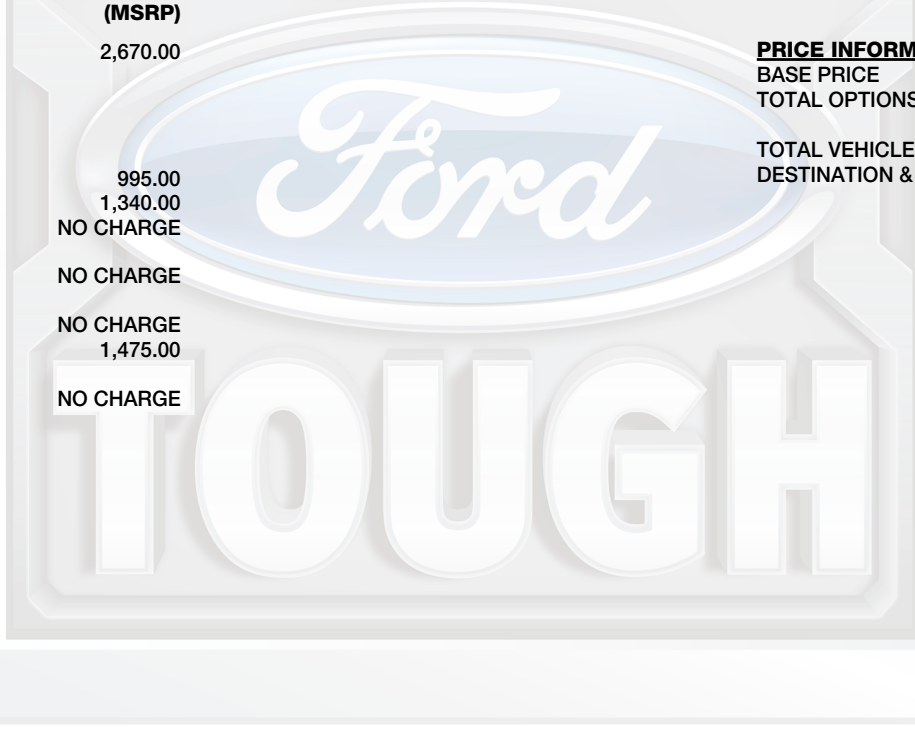 (MSRP)
2,670.00
995.00
1,340.00
NO CHARGE
NO CHARGE
NO CHARGE
1,475.00
NO CHARGE
PRICE INFORM
BASE PRICE
TOTAL OPTIONS
TOTAL VEHICLE
DESTINATION &
Ford
TOUGH